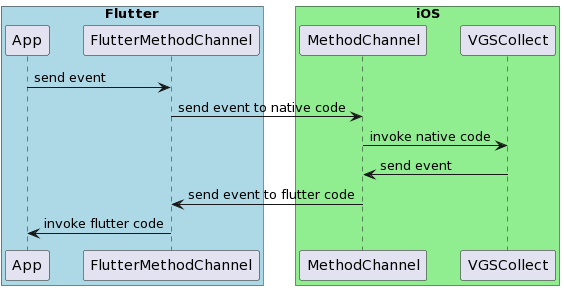 Flutter
iOS
App
FlutterMethodChannel
MethodChannel
VGSCollect
send event
send event to native code
invoke native code
send event
send event to flutter code
invoke flutter code
App
FlutterMethodChannel
MethodChannel
VGSCollect